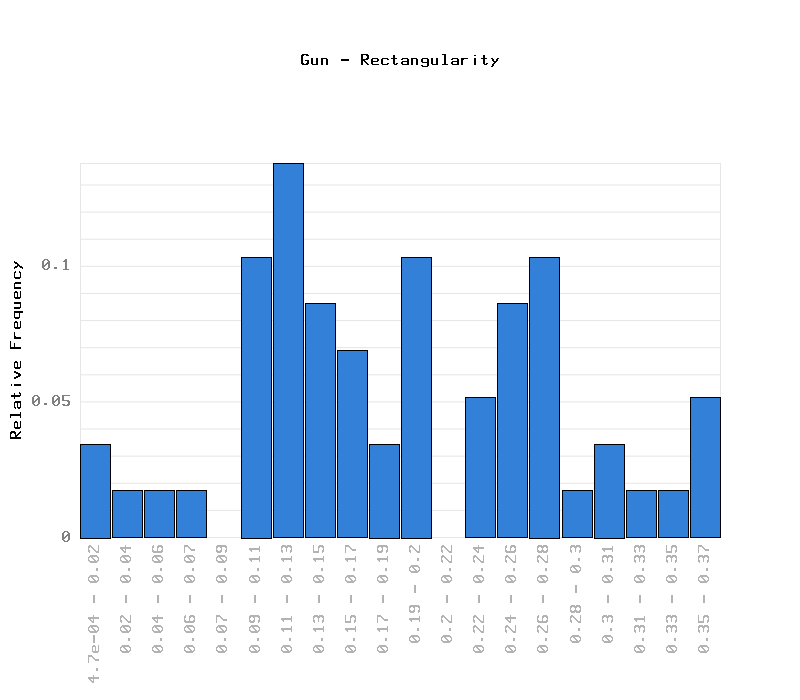 Gun - Rectangularity
Relative Frequency
0.1
0.05
0
4.7e-04 - 0.02
0.02 - 0.04
0.04 - 0.06
0.06 - 0.07
0.07 - 0.09
0.09 - 0.11
0.11 - 0.13
0.13 - 0.15
0.15 - 0.17
0.17 - 0.19
0.19 - 0.2
0.2 - 0.22
0.22 - 0.24
0.24 - 0.26
0.26 - 0.28
0.28 - 0.3
0.3 - 0.31
0.31 - 0.33
0.33 - 0.35
0.35 - 0.37